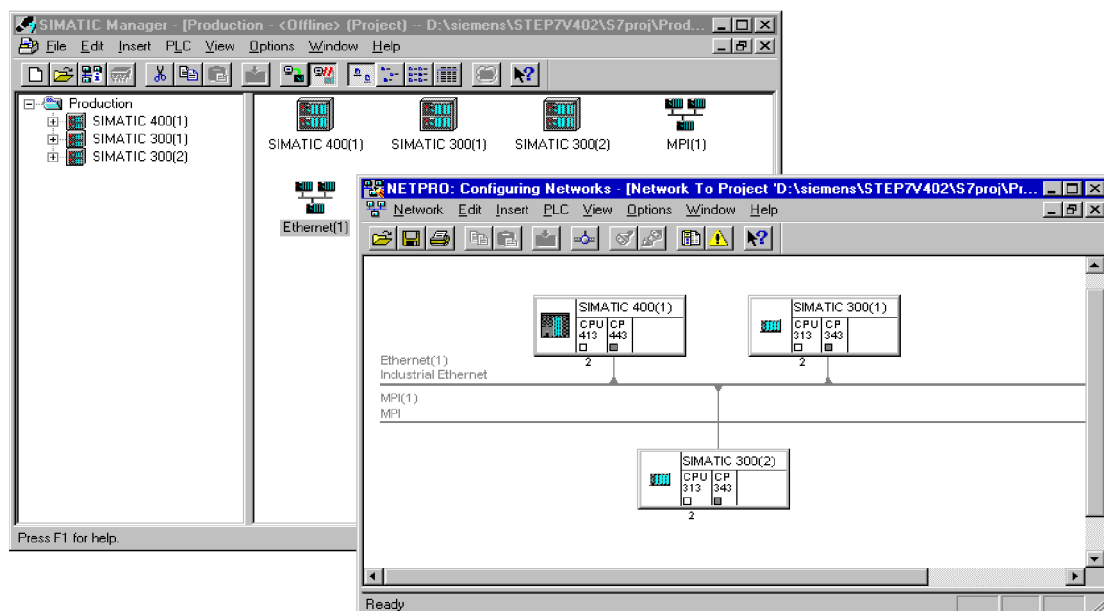 SIMATIC Manager - [Production - <Offline> (Project) -- D:\siemens\STEP7V402\S7proj\Prod...
File Edit Insert PLC View Options Window Help
Production
SIMATIC 400(1)
SIMATIC 300(1)
SIMATIC 300(2)
SIMATIC 400(1) SIMATIC 300(1) SIMATIC 300(2) MPI(1)
Ethernet(1)
Press F1 for help.
NETPRO: Configuring Networks - [Network To Project 'D:\siemens\STEP7V402\S7proj\Pr...
Network Edit Insert PLC View Options Window Help
SIMATIC 400(1)
CPU CP
413 443
2
SIMATIC 300(1)
CPU CP
313 343
2
Ethernet(1)
Industrial Ethernet
MPI(1)
MPI
SIMATIC 300(2)
CPU CP
313 343
2
Ready